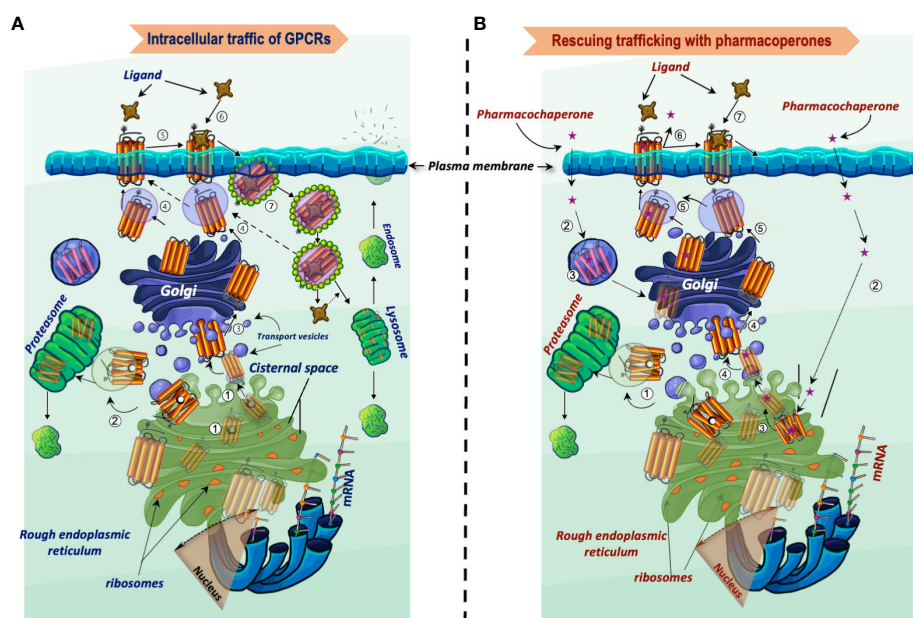 A
Intracellular traffic of GPCRs
Ligand
5
6
4
4
7
Golgi
3
Transport vesicles
Endosome
Lysosome
Proteasome
Cisternal space
1
1
2
mRNA
Rough endoplasmic
reticulum
ribosomes
Nucleus
Plasma membrane
B
Rescuing trafficking with pharmacoperones
Ligand
Pharmacochaperone
Pharmacochaperone
6
7
2
5
5
3
Golgi
2
4
Proteasome
4
1
3
mRNA
Rough endoplasmic
reticulum
ribosomes
Nucleus